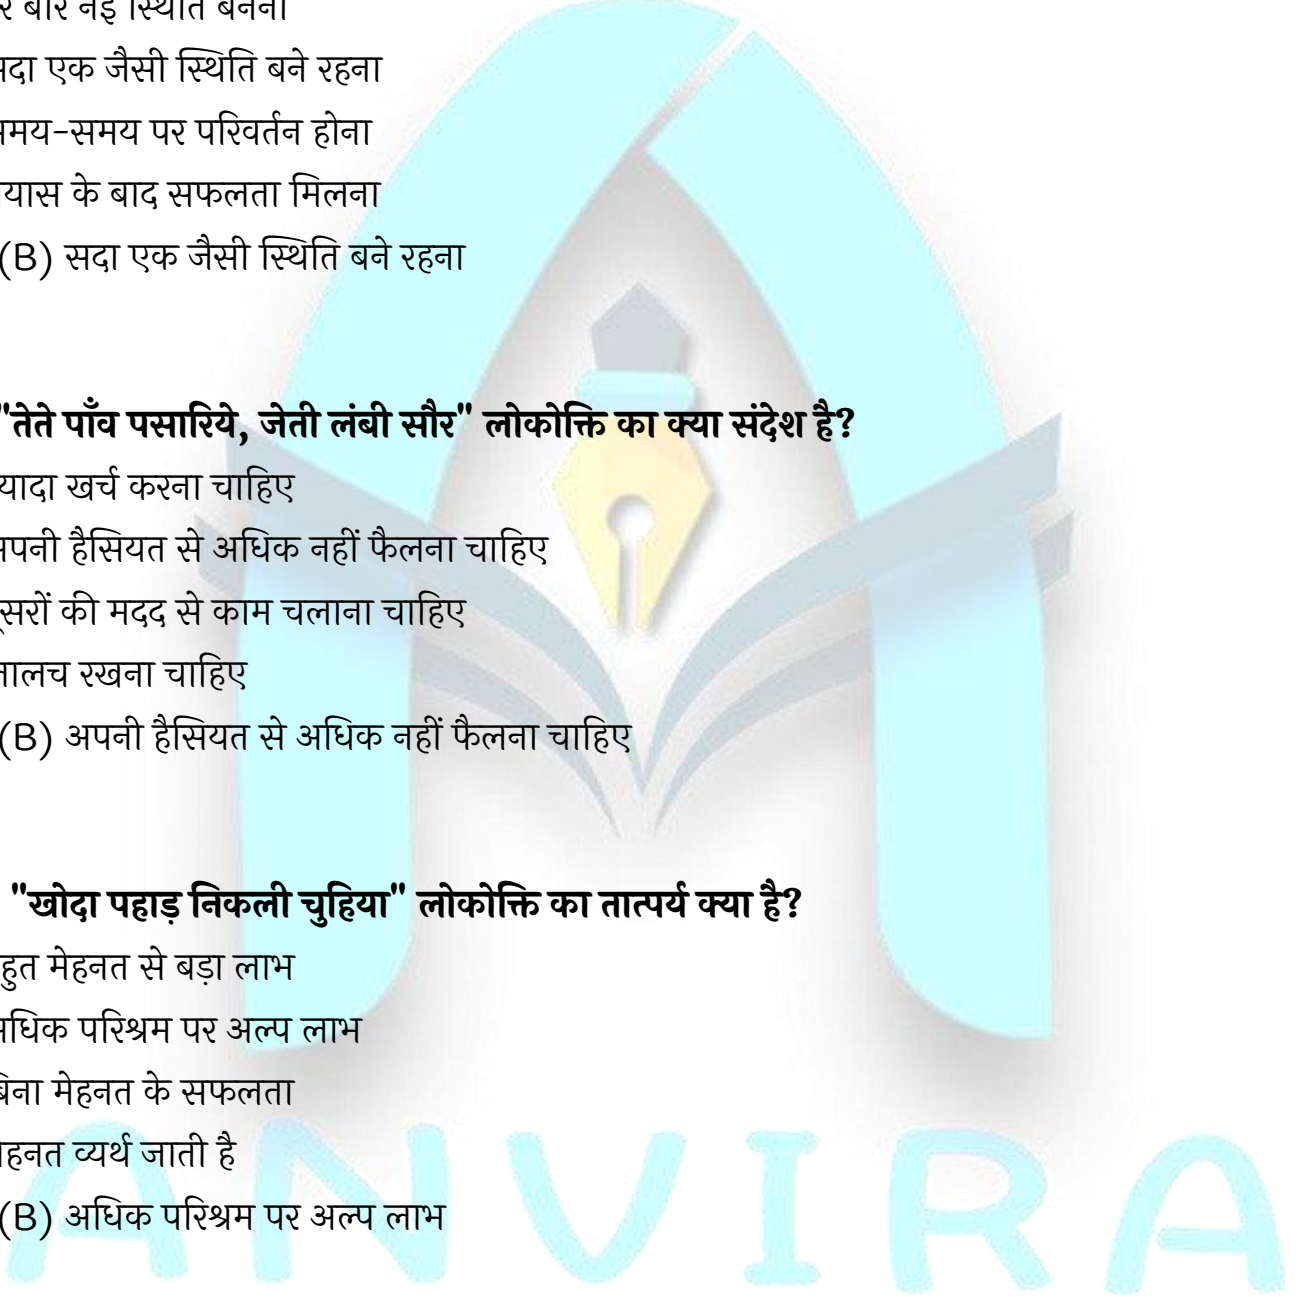 बार नई स्थिति बनना
सदा एक जैसी स्थिति बने रहना
समय-समय पर परिवर्तन होना
के बाद सफलता मिलना
(B) सदा एक जैसी स्थिति बने रहना
"तेते पाँव पसारिये, जेती लंबी सौर" लोकोक्ति का क्या संदेश है?
खर्च करना चाहिए
अपनी हैसियत से अधिक नहीं फैलना चाहिए
की मदद से काम चलाना चाहिए
रखना चाहिए
(B) अपनी हैसियत से अधिक नहीं फैलना चाहिए
"खोदा पहाड़ निकली चुहिया" लोकोक्ति का तात्पर्य क्या है?
मेहनत से बड़ा लाभ
अधिक परिश्रम पर अल्प लाभ
बिना मेहनत के सफलता
मेहनत व्यर्थ जाती है
(B) अधिक परिश्रम पर अल्प लाभ
ANVIRA